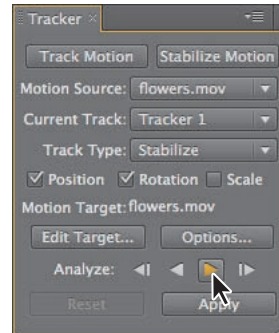 Tracker
Track Motion Stabilize Motion
Motion Source: flowers.mov
Current Track: Tracker 1
Track Type: Stabilize
Position Rotation Scale
Motion Target: flowers.mov
Edit Target... Options...
Analyze:
Reset Apply